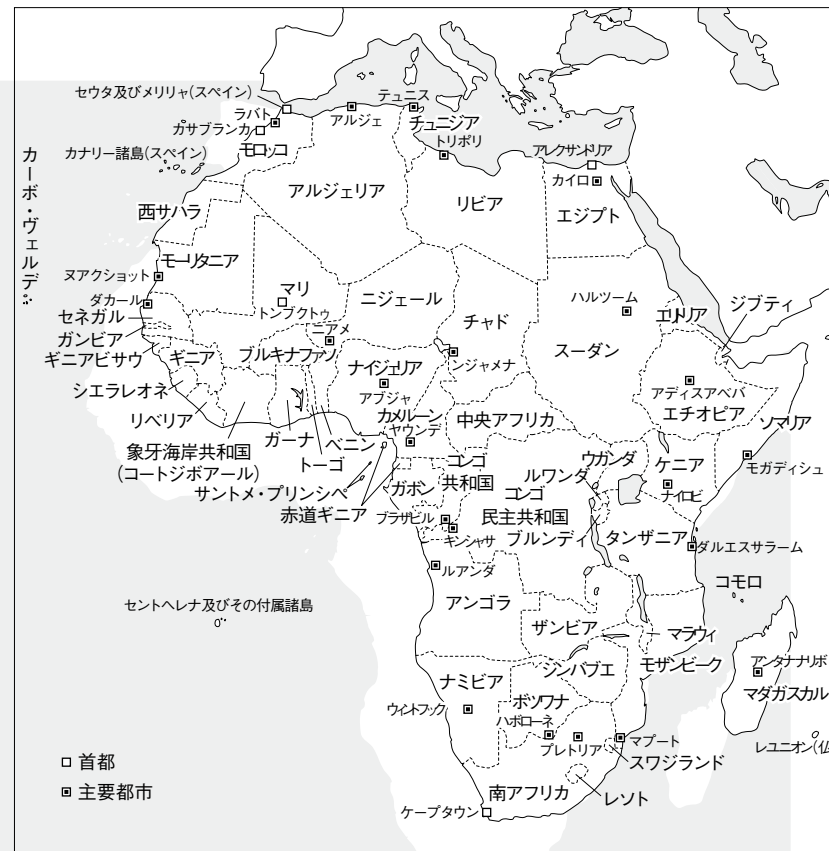 セウタ及びメリリャ(スペイン)
テュニス
ラバト
アルジェ
チュニジア
カサブランカ
トリポリ
アレクサンドリア
モロッコ
カナリー諸島(スペイン)
カイロ
カーボ・ヴェルデ
アルジェリア
リビア
エジプト
西サハラ
モーリタニア
ヌアクショット
マリ
ニジェール
ハルツーム
ダカール
トンブクトゥ
チャド
エリトリア
ジブティ
セネガル
ニアメ
ガンビア
ギニアビサウ
ギニア
ブルキナファソ
ンジャメナ
スーダン
ナイジェリア
シエラレオネ
アブジャ
アディスアベバ
エチオピア
リベリア
カメルーン
中央アフリカ
ソマリア
ヤウンデ
象牙海岸共和国
(コートジボアール)
ガーナ
ベニン
トーゴ
コンゴ
共和国
ウガンダ
ケニア
モガディシュ
サントメ・プリンシペ
ガボン
ルワンダ
コンゴ
民主共和国
ナイロビ
赤道ギニア
ブラザビル
キンシャサ
ブルンディ
タンザニア
ダルエスサラーム
ルアンダ
コモロ
セントヘレナ及びその付属諸島
アンゴラ
ザンビア
マラウィ
ジンバブエ
モザンビーク
アンタナナリボ
ナミビア
ボツワナ
マダガスカル
ウィントフック
ハボローネ
プレトリア
マプート
レユニオン(仏
スワジランド
首都
主要都市
南アフリカ
レソト
ケープタウン